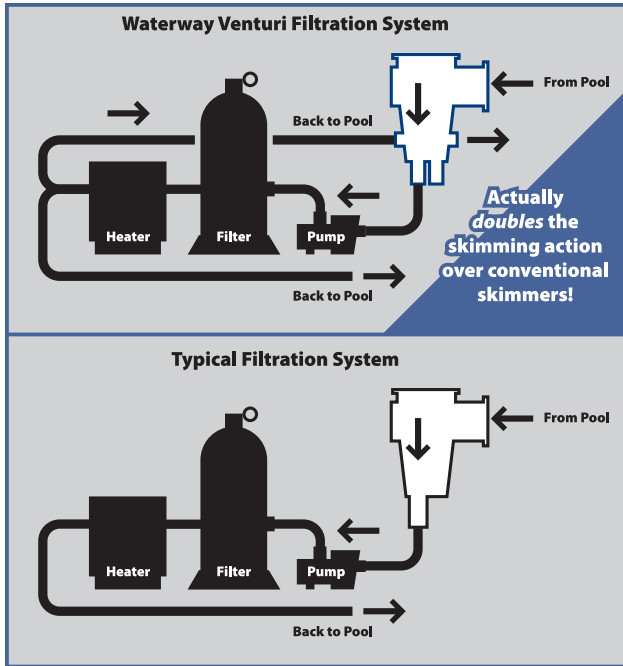 Waterway Venturi Filtration System
From Pool
Back to Pool
Actually
doubles the
skimming action
over conventional
skimmers!
Heater
Filter
Pump
Back to Pool
Typical Filtration System
From Pool
Heater
Filter
Pump
Back to Pool